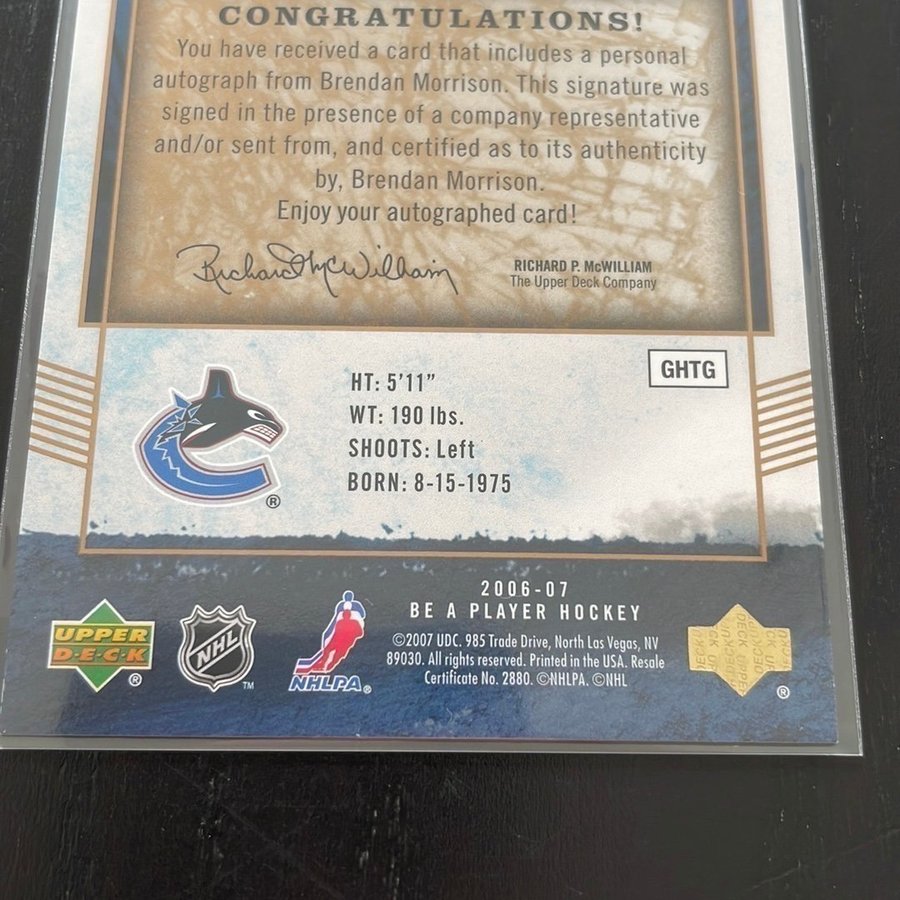 CONGRATULATIONS!
You have received a card that includes a personal
autograph from Brendan Morrison. This signature was
signed in the presence of a company representative
and/or sent from, and certified as to its authenticity
by, Brendan Morrison.
Enjoy your autographed card!
Richard McWilliam
RICHARD P. McWILLIAM
The Upper Deck Company
GHTG
HT: 5'11”
WT: 190 lbs.
SHOOTS: Left
BORN: 8-15-1975
®
2006-07
BE A PLAYER HOCKEY
©2007 UDC. 985 Trade Drive, North Las Vegas, NV
89030. All rights reserved. Printed in the USA. Resale
Certificate No. 2880. ©NHLPA. ©NHL
UPPER
D·E·C·K
®
NHL
TM
NHLPA®
®